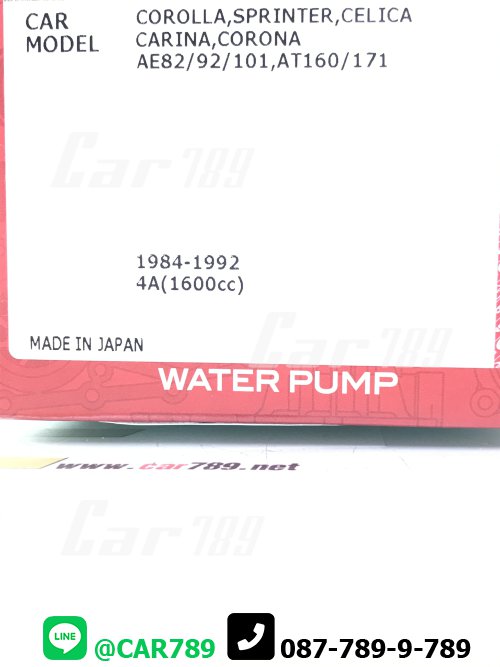 CAR MODEL
COROLLA,SPRINTER,CELICA
CARINA,CORONA
AE82/92/101,AT160/171
Car 789
1984-1992
4A(1600cc)
Car 789
MADE IN JAPAN
WATER PUMP
www.car789.net
Car 789
LINE
@CAR789
087-789-9-789